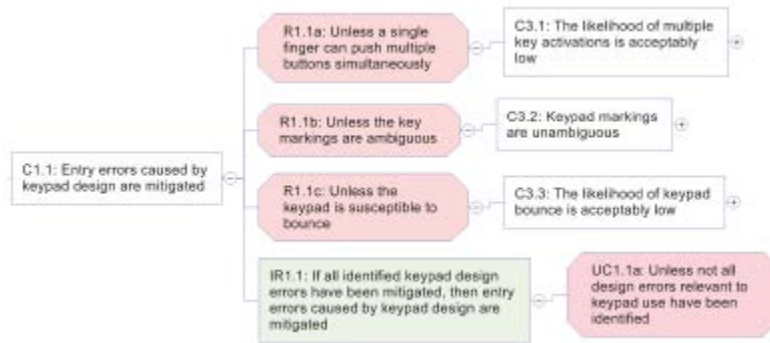 R1.1a: Unless a single
finger can push multiple
buttons simultaneously
C3.1: The likelihood of multiple
key activations is acceptably
low
R1.1b: Unless the key
markings are ambiguous
C3.2: Keypad markings
are unambiguous
C1.1: Entry errors caused by
keypad design are mitigated
R1.1c: Unless the
keypad is susceptible to
bounce
C3.3: The likelihood of keypad
bounce is acceptably low
IR1.1: If all identified keypad design
errors have been mitigated, then entry
errors caused by keypad design are
mitigated
UC1.1a: Unless not all
design errors relevant to
keypad use have been
identified